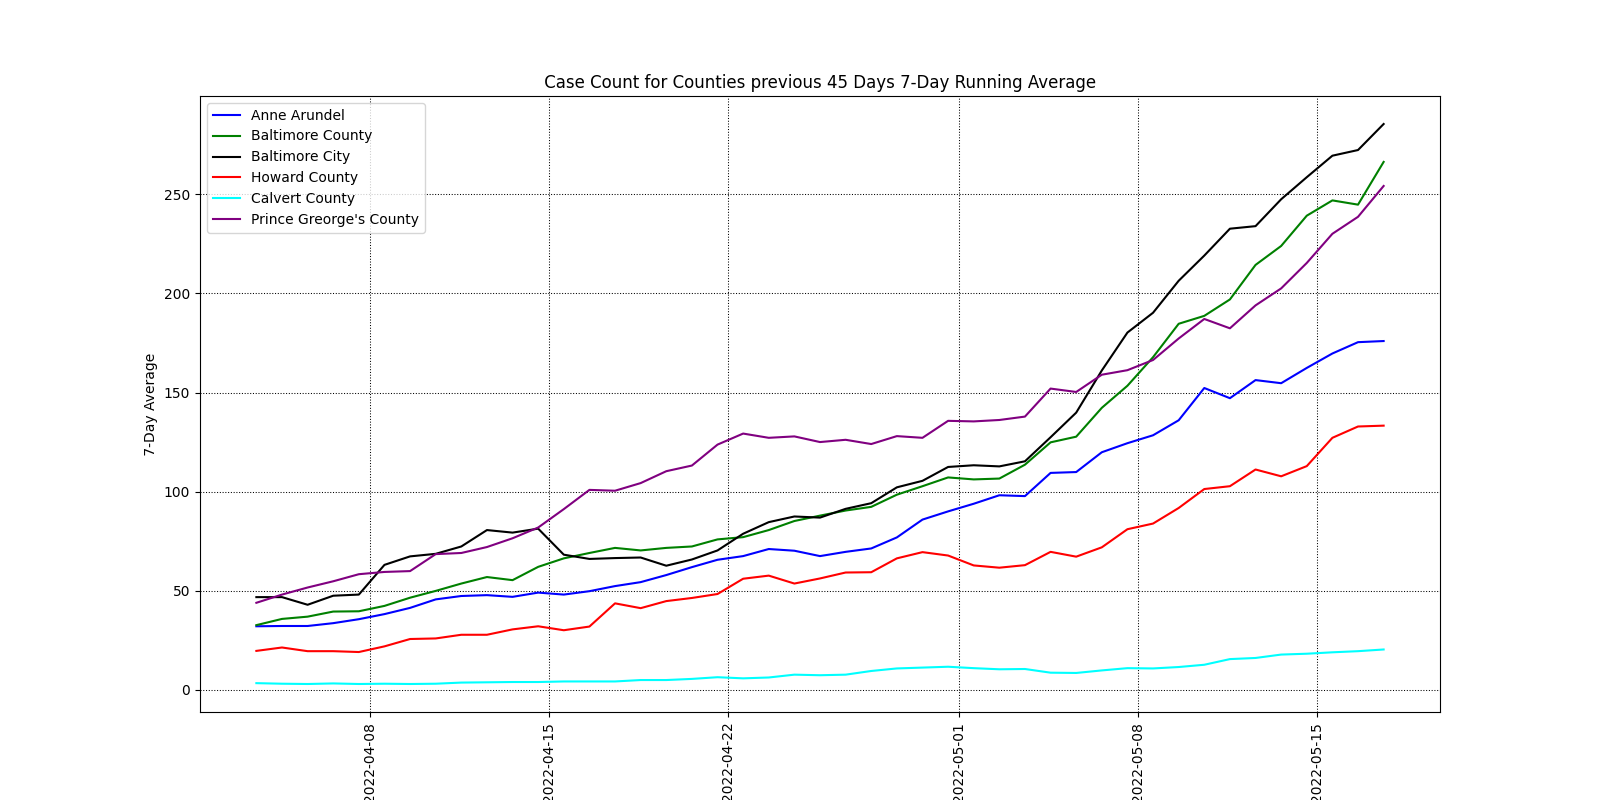 Case Count for Counties previous 45 Days 7-Day Running Average
Anne Arundel
Baltimore County
Baltimore City
Howard County
Calvert County
Prince Greorge's County
7-Day Average
250
200
150
100
50
0
2022-04-08
2022-04-15
2022-04-22
2022-05-01
2022-05-08
2022-05-15